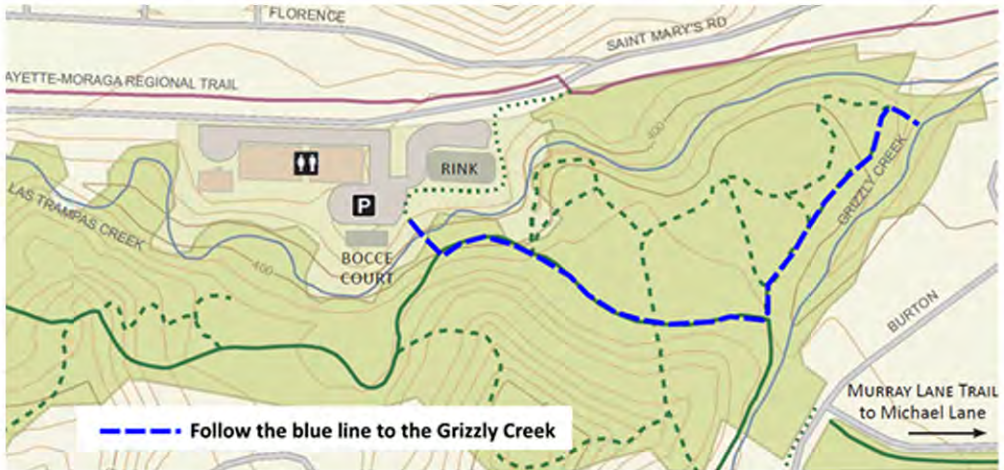 FLORENCE
SAINT MARY'S RD
AYETTE-MORAGA REGIONAL TRAIL
400
RINK
P
GRIZZLY CREEK
LAS TRAMPAS CREEK
400
BOCCE
COURT
BURTON
MURRAY LANE TRAIL
to Michael Lane
Follow the blue line to the Grizzly Creek